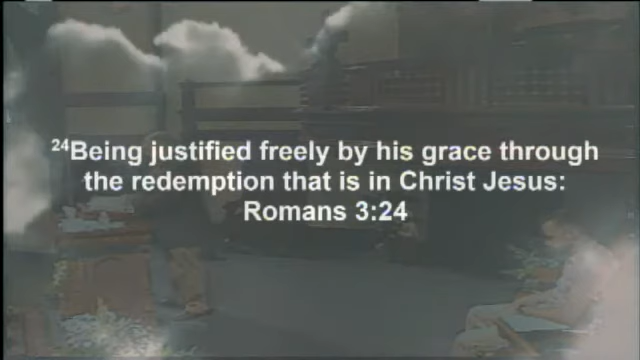 ²⁴Being justified freely by his grace through
the redemption that is in Christ Jesus:
Romans 3:24